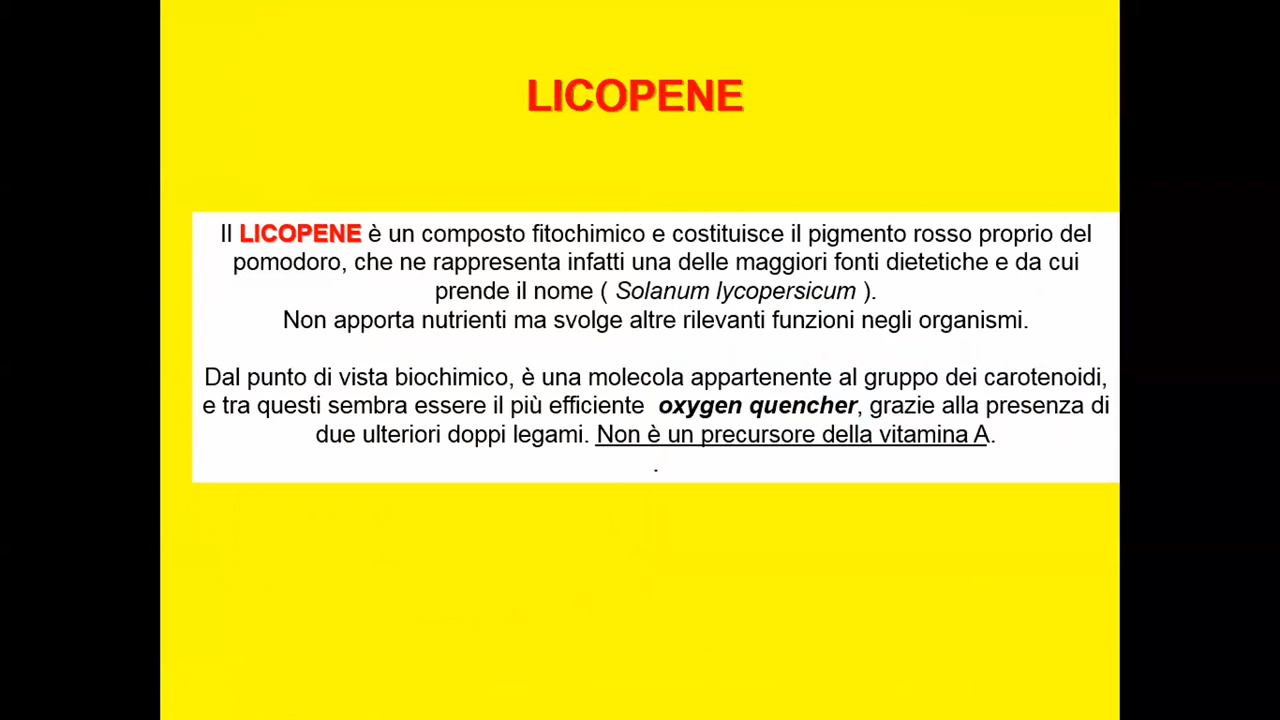 LICOPENE
Il LICOPENE è un composto fitochimico e costituisce il pigmento rosso proprio del
pomodoro, che ne rappresenta infatti una delle maggiori fonti dietetiche e da cui
prende il nome ( Solanum lycopersicum ).
Non apporta nutrienti ma svolge altre rilevanti funzioni negli organismi.
Dal punto di vista biochimico, è una molecola appartenente al gruppo dei carotenoidi,
e tra questi sembra essere il più efficiente oxygen quencher, grazie alla presenza di
due ulteriori doppi legami. Non è un precursore della vitamina A.
.